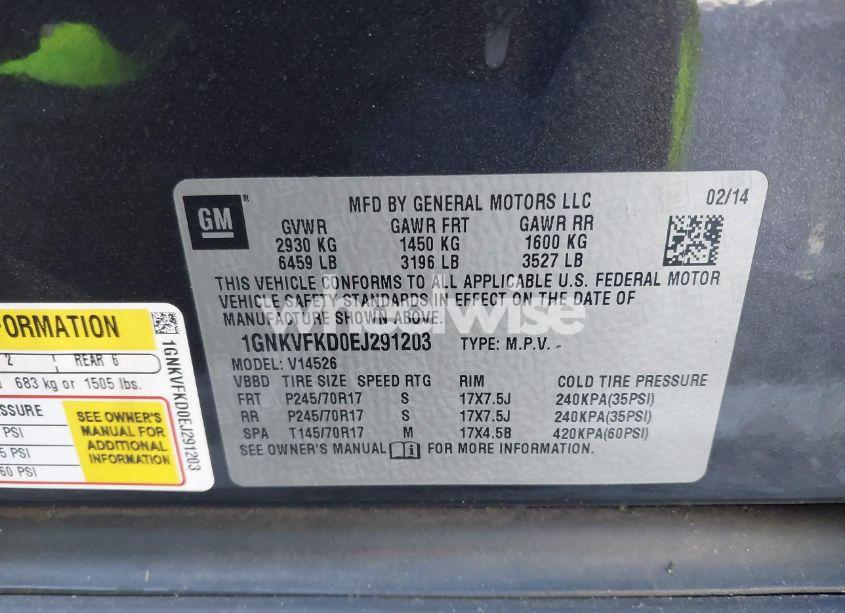 GM
MFD BY GENERAL MOTORS LLC 02/14
GVWR GAWR FRT GAWR RR
2930 KG 1450 KG 1600 KG
6459 LB 3196 LB 3527 LB
THIS VEHICLE CONFORMS TO ALL APPLICABLE U.S. FEDERAL MOTOR
VEHICLE SAFETY STANDARDS IN EFFECT ON THE DATE OF
MANUFACTURE SHOWN ABOVE.
1GNKVFKD0EJ291203 TYPE: M.P.V.
MODEL: V14526
VBBD TIRE SIZE SPEED RTG RIM COLD TIRE PRESSURE
FRT P245/70R17 S 17X7.5J 240KPA(35PSI)
RR P245/70R17 S 17X7.5J 240KPA(35PSI)
SPA T145/70R17 M 17X4.5B 420KPA(60PSI)
SEE OWNER'S MANUAL i FOR MORE INFORMATION.
wheelwise
FORMATION
2 REAR 6
683 kg or 1505 lbs.
SSURE
PSI
5 PSI
60 PSI
SEE OWNER'S
MANUAL FOR
ADDITIONAL
INFORMATION
1GNKVFKD0EJ291203